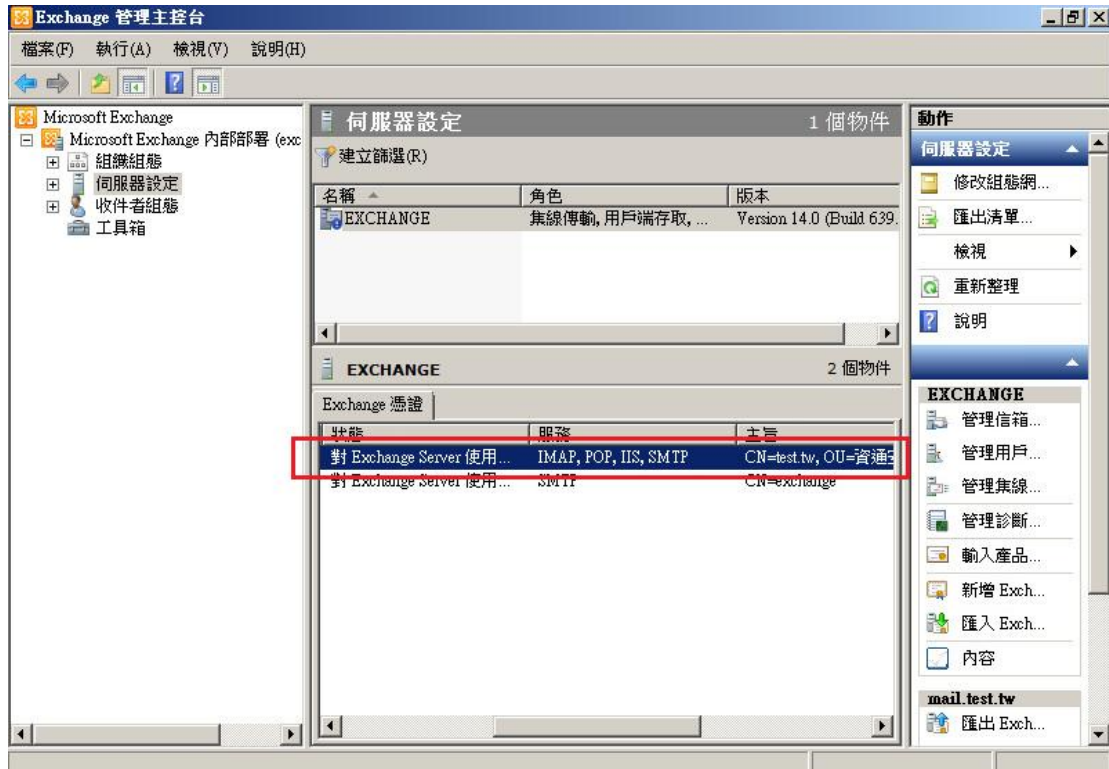 Exchange 管理主控台
檔案(F) 執行(A) 檢視(V) 說明(H)
Microsoft Exchange
Microsoft Exchange 內部部署 (exc
組織組態
伺服器設定
收件者組態
工具箱
伺服器設定 1 個物件
建立篩選(R)
名稱 角色 版本
EXCHANGE 集線傳輸, 用戶端存取, ... Version 14.0 (Build 639.
EXCHANGE 2 個物件
Exchange 憑證
狀態 服務 主旨
對 Exchange Server 使用... IMAP, POP, IIS, SMTP CN=test.tw, OU=資通安
對 Exchange Server 使用... SMTP CN=exchange
動作
伺服器設定
修改組態網...
匯出清單...
檢視
重新整理
說明
EXCHANGE
管理信箱...
管理用戶...
管理集線...
管理診斷...
輸入產品...
新增 Exch...
匯入 Exch...
內容
mail.test.tw
匯出 Exch...